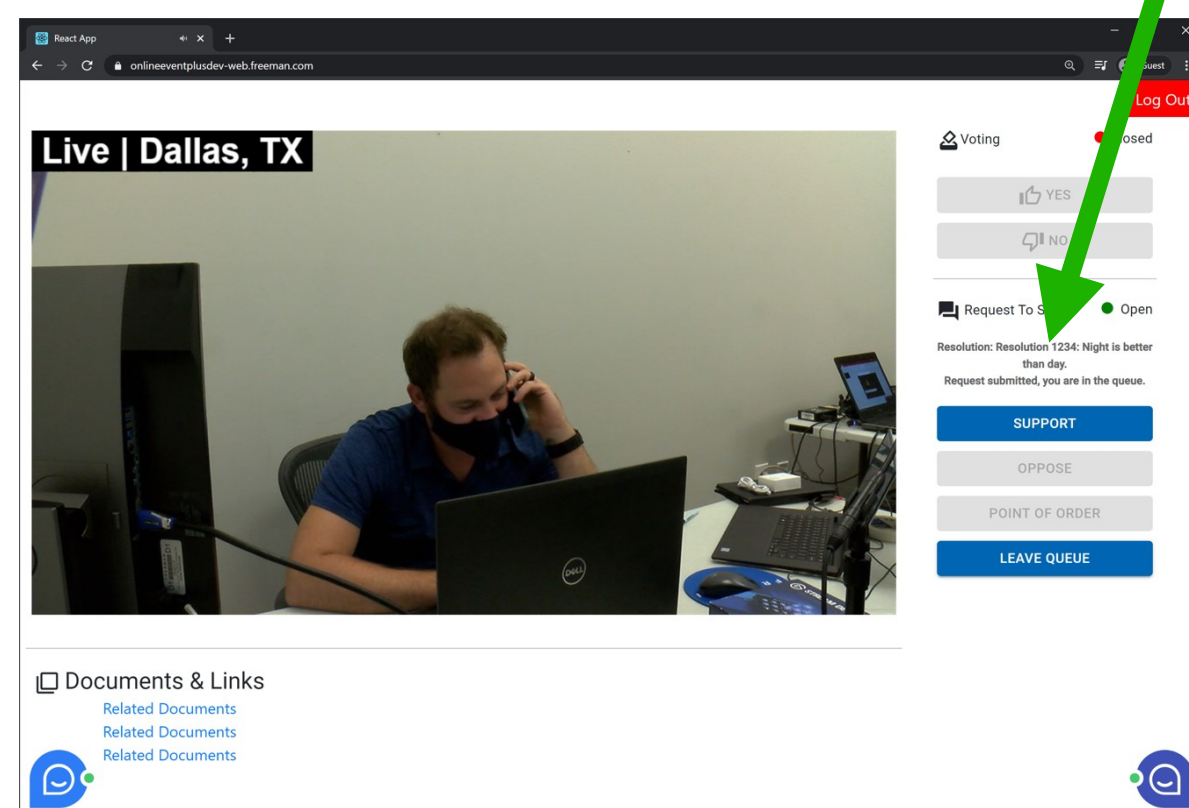 React App
onlineeventplusdev-web.freeman.com
Log Out
Live | Dallas, TX
Voting
YES
NO
Request To
Open
Resolution: Resolution 1234: Night is better
than day.
Request submitted, you are in the queue.
SUPPORT
OPPOSE
POINT OF ORDER
LEAVE QUEUE
DELL
Documents & Links
Related Documents
Related Documents
Related Documents